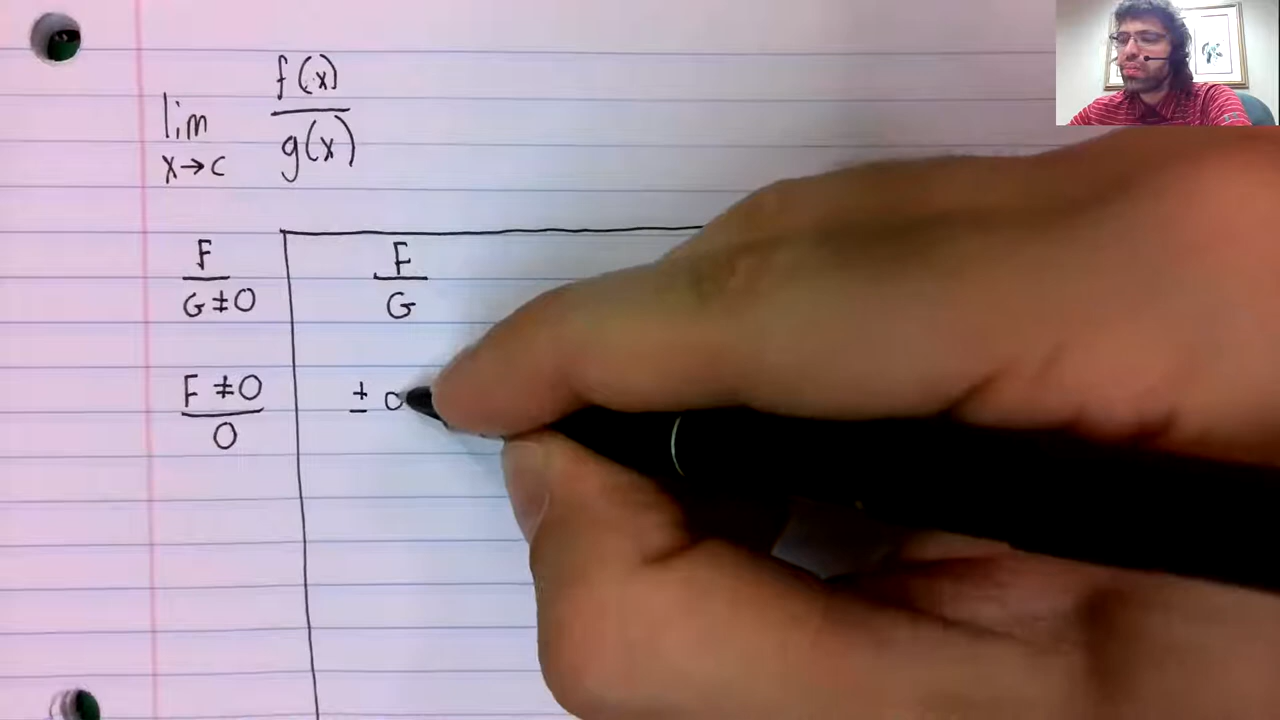 lim x→c f(x)/g(x)
F/G≠0 F/G
F≠0/0 ±